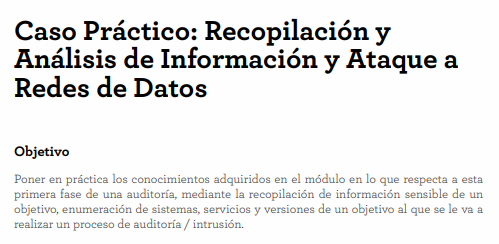 Caso Práctico: Recopilación y
Análisis de Información y Ataque a
Redes de Datos
Objetivo
Poner en práctica los conocimientos adquiridos en el módulo en lo que respecta a esta
primera fase de una auditoría, mediante la recopilación de información sensible de un
objetivo, enumeración de sistemas, servicios y versiones de un objetivo al que se le va a
realizar un proceso de auditoría / intrusión.